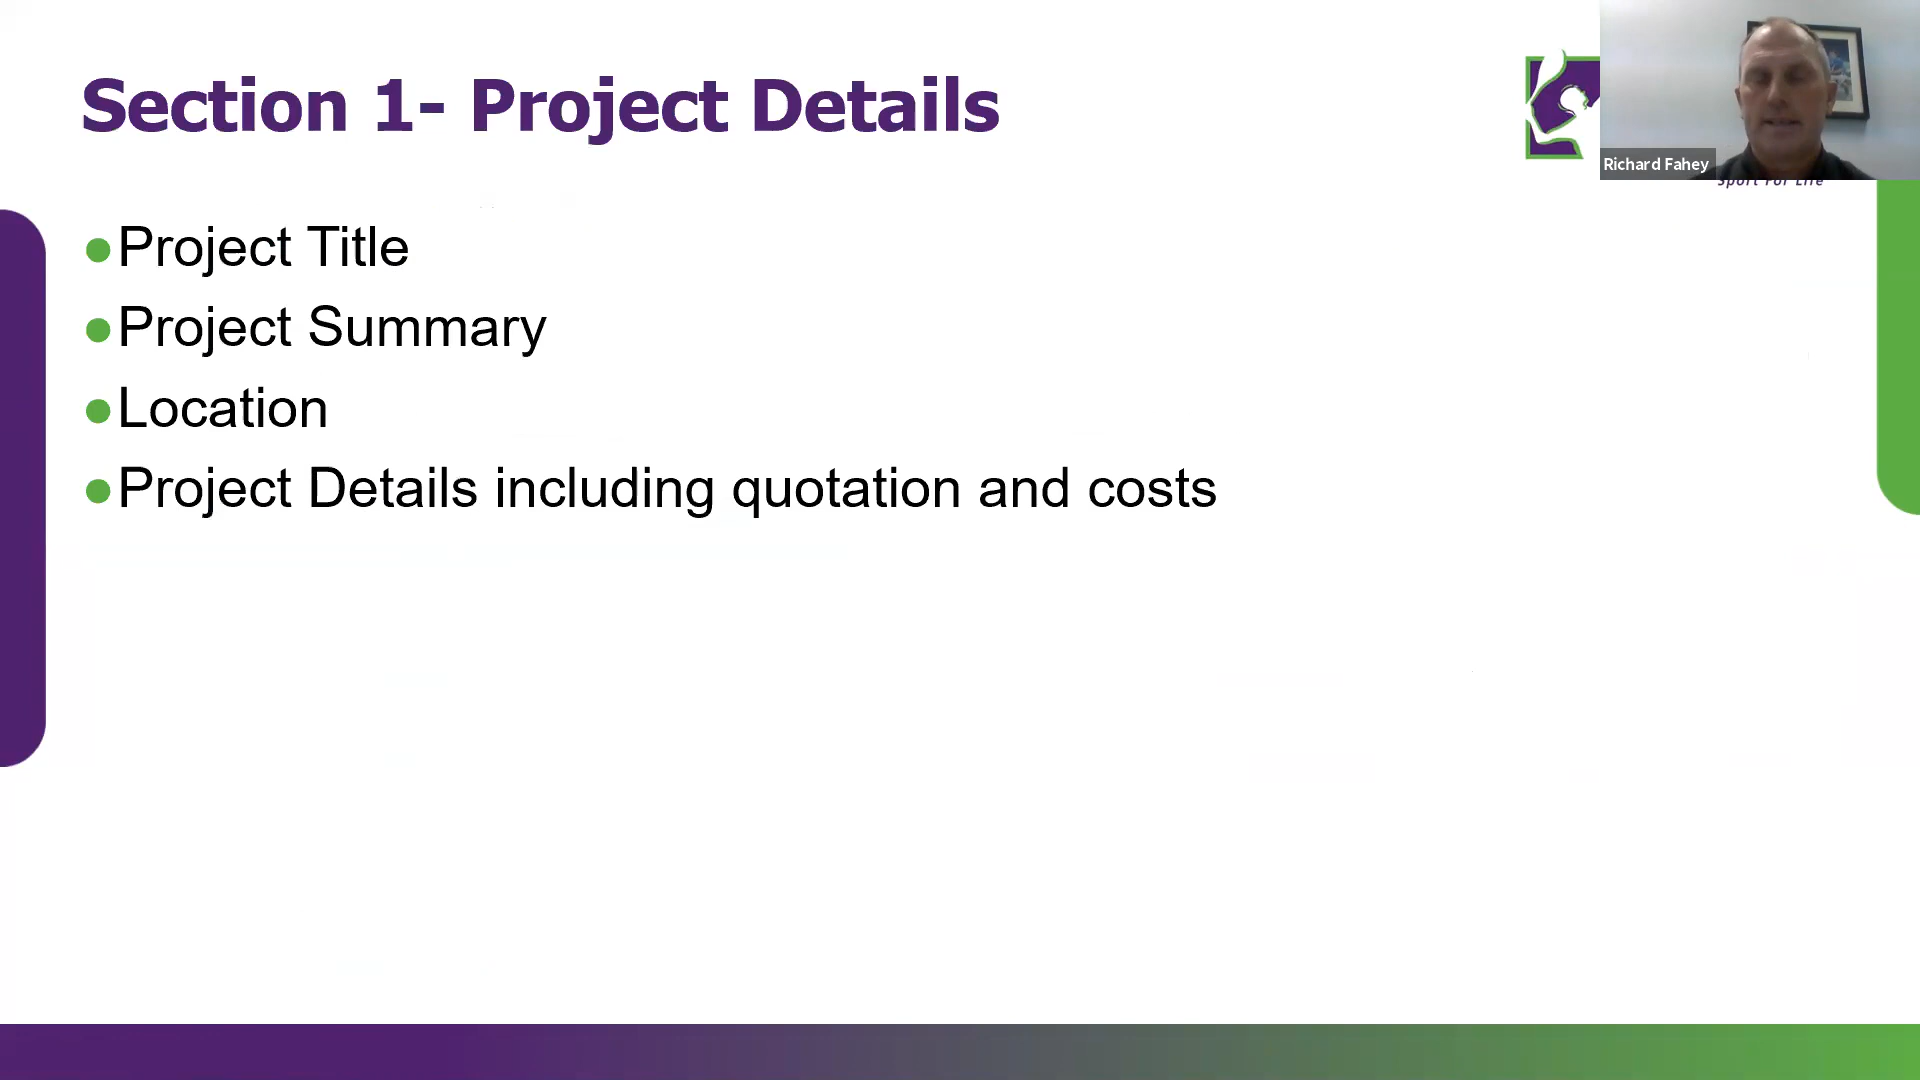 Section 1- Project Details
Richard Fahey
Sport For Life
●Project Title
●Project Summary
●Location
●Project Details including quotation and costs